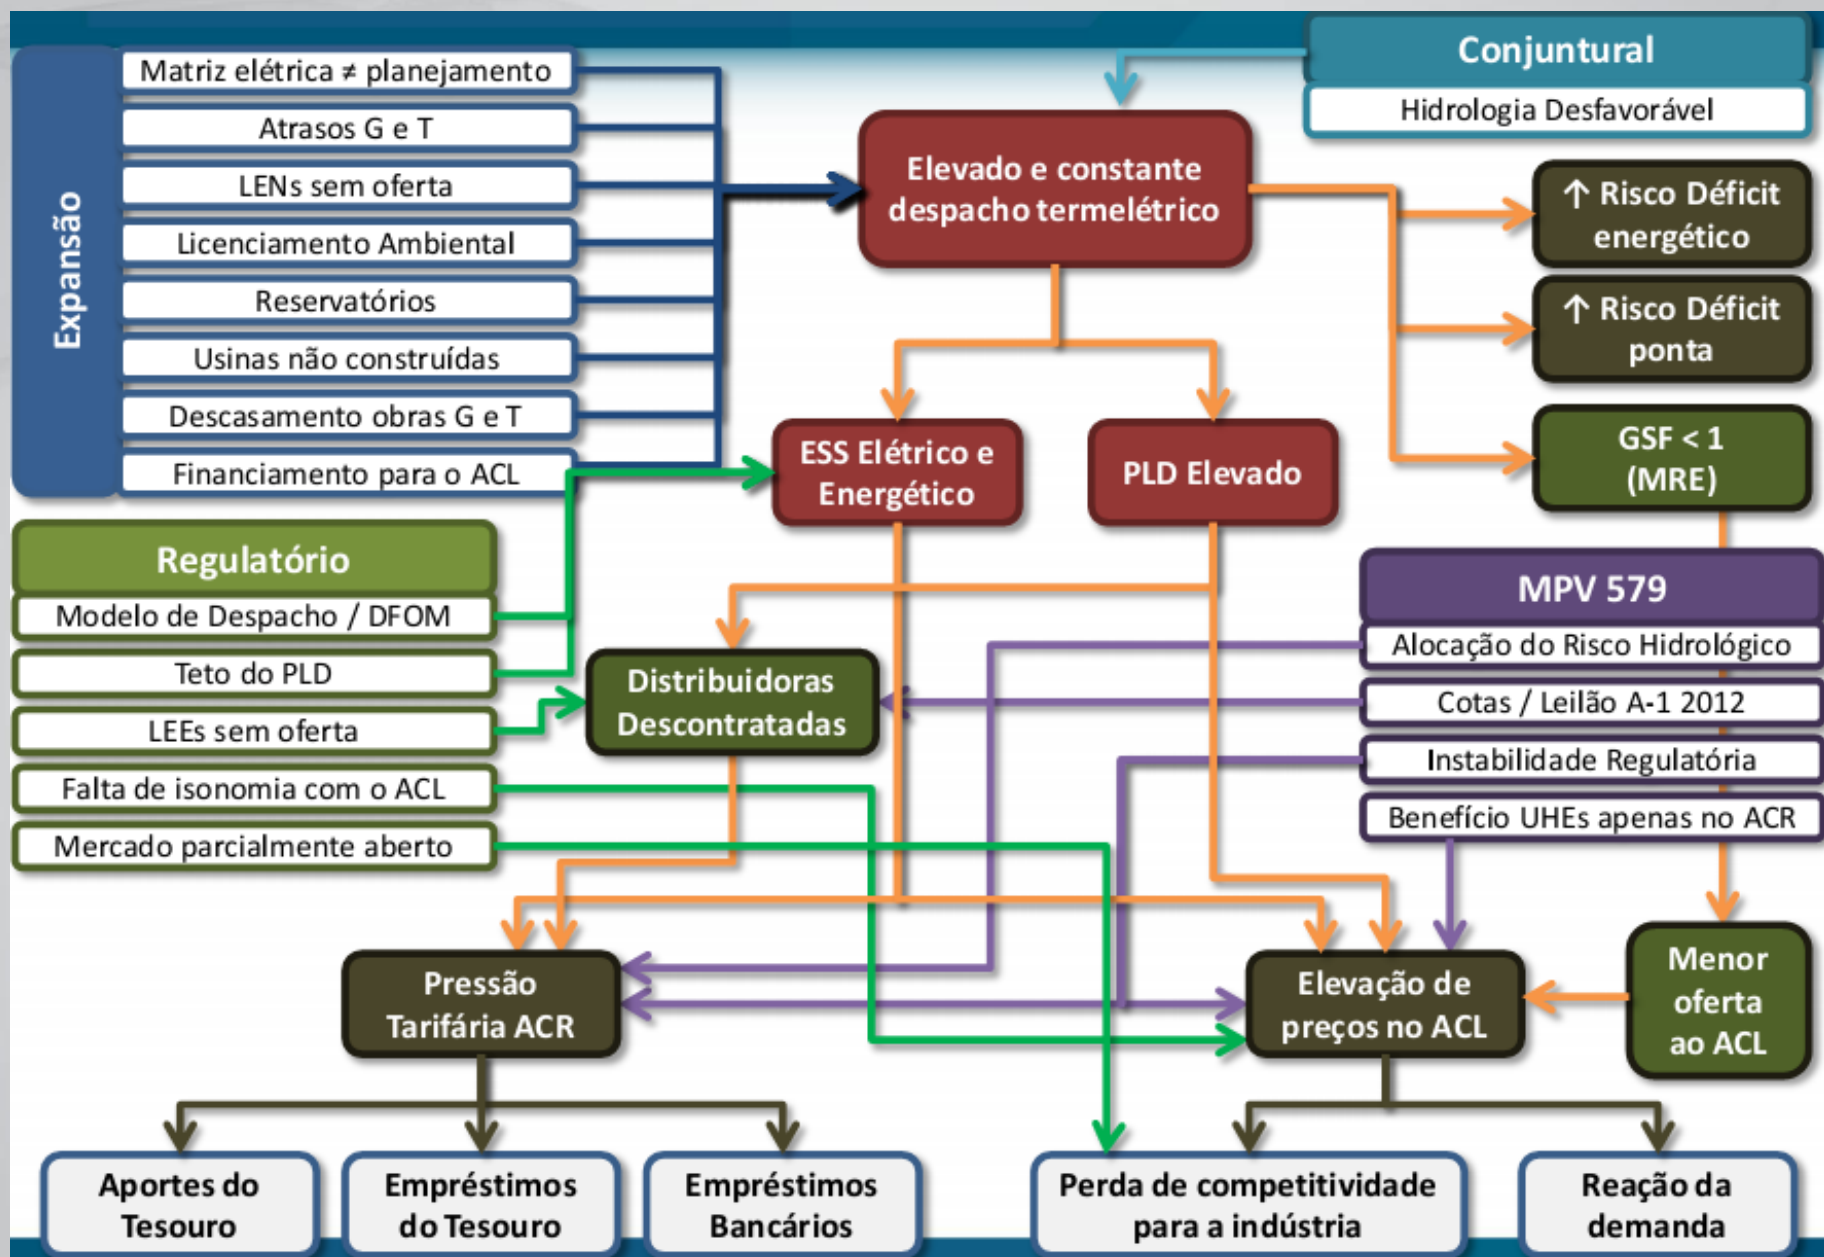 Conjuntural
Hidrologia Desfavorável
Expansão
Matriz elétrica ≠ planejamento
Atrasos G e T
LENs sem oferta
Licenciamento Ambiental
Reservatórios
Usinas não construídas
Descasamento obras G e T
Financiamento para o ACL
Elevado e constante
despacho termelétrico
↑ Risco Déficit
energético
↑ Risco Déficit
ponta
GSF < 1
(MRE)
ESS Elétrico e
Energético
PLD Elevado
Regulatório
Modelo de Despacho / DFOM
Teto do PLD
LEEs sem oferta
Falta de isonomia com o ACL
Mercado parcialmente aberto
Distribuidoras
Descontratadas
MPV 579
Alocação do Risco Hidrológico
Cotas / Leilão A-1 2012
Instabilidade Regulatória
Benefício UHEs apenas no ACR
Pressão
Tarifária ACR
Elevação de
preços no ACL
Menor
oferta
ao ACL
Aportes do
Tesouro
Empréstimos
do Tesouro
Empréstimos
Bancários
Perda de competitividade
para a indústria
Reação da
demanda